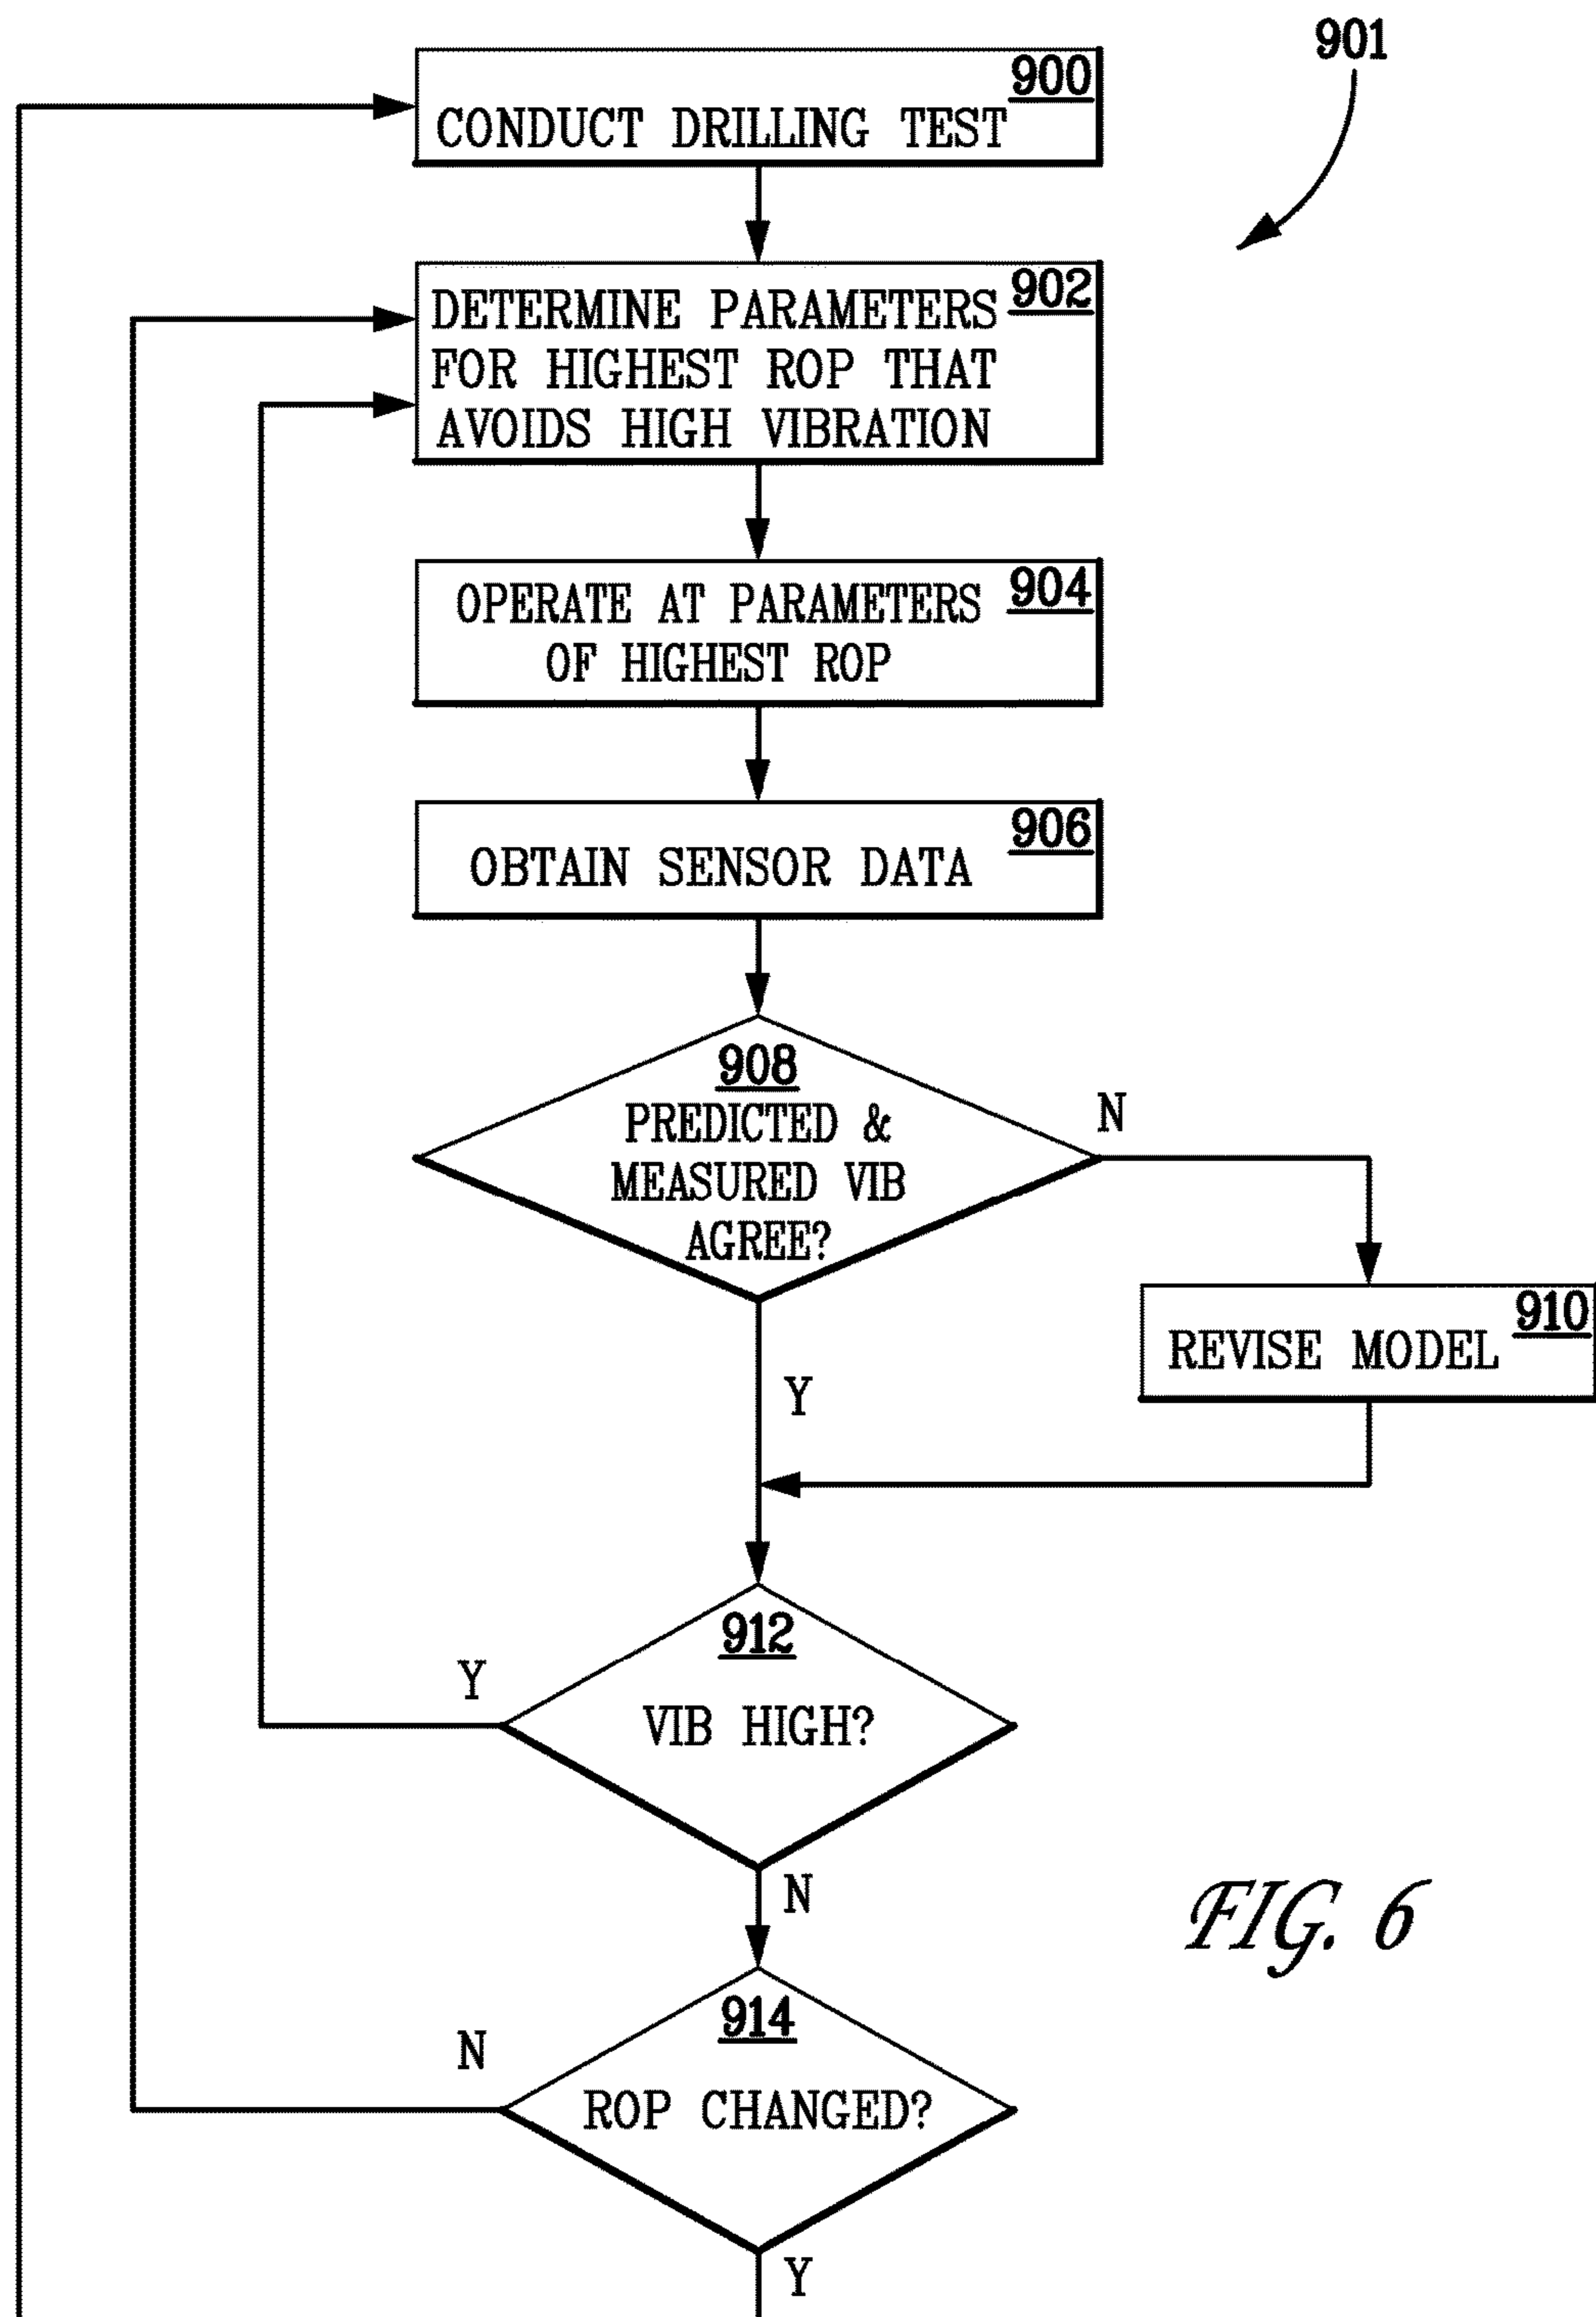 901
900
CONDUCT DRILLING TEST
902
DETERMINE PARAMETERS
FOR HIGHEST ROP THAT
AVOIDS HIGH VIBRATION
904
OPERATE AT PARAMETERS
OF HIGHEST ROP
906
OBTAIN SENSOR DATA
908
PREDICTED &
MEASURED VIB
AGREE?
N
910
REVISE MODEL
Y
912
Y
VIB HIGH?
N
FIG. 6
914
N
ROP CHANGED?
Y